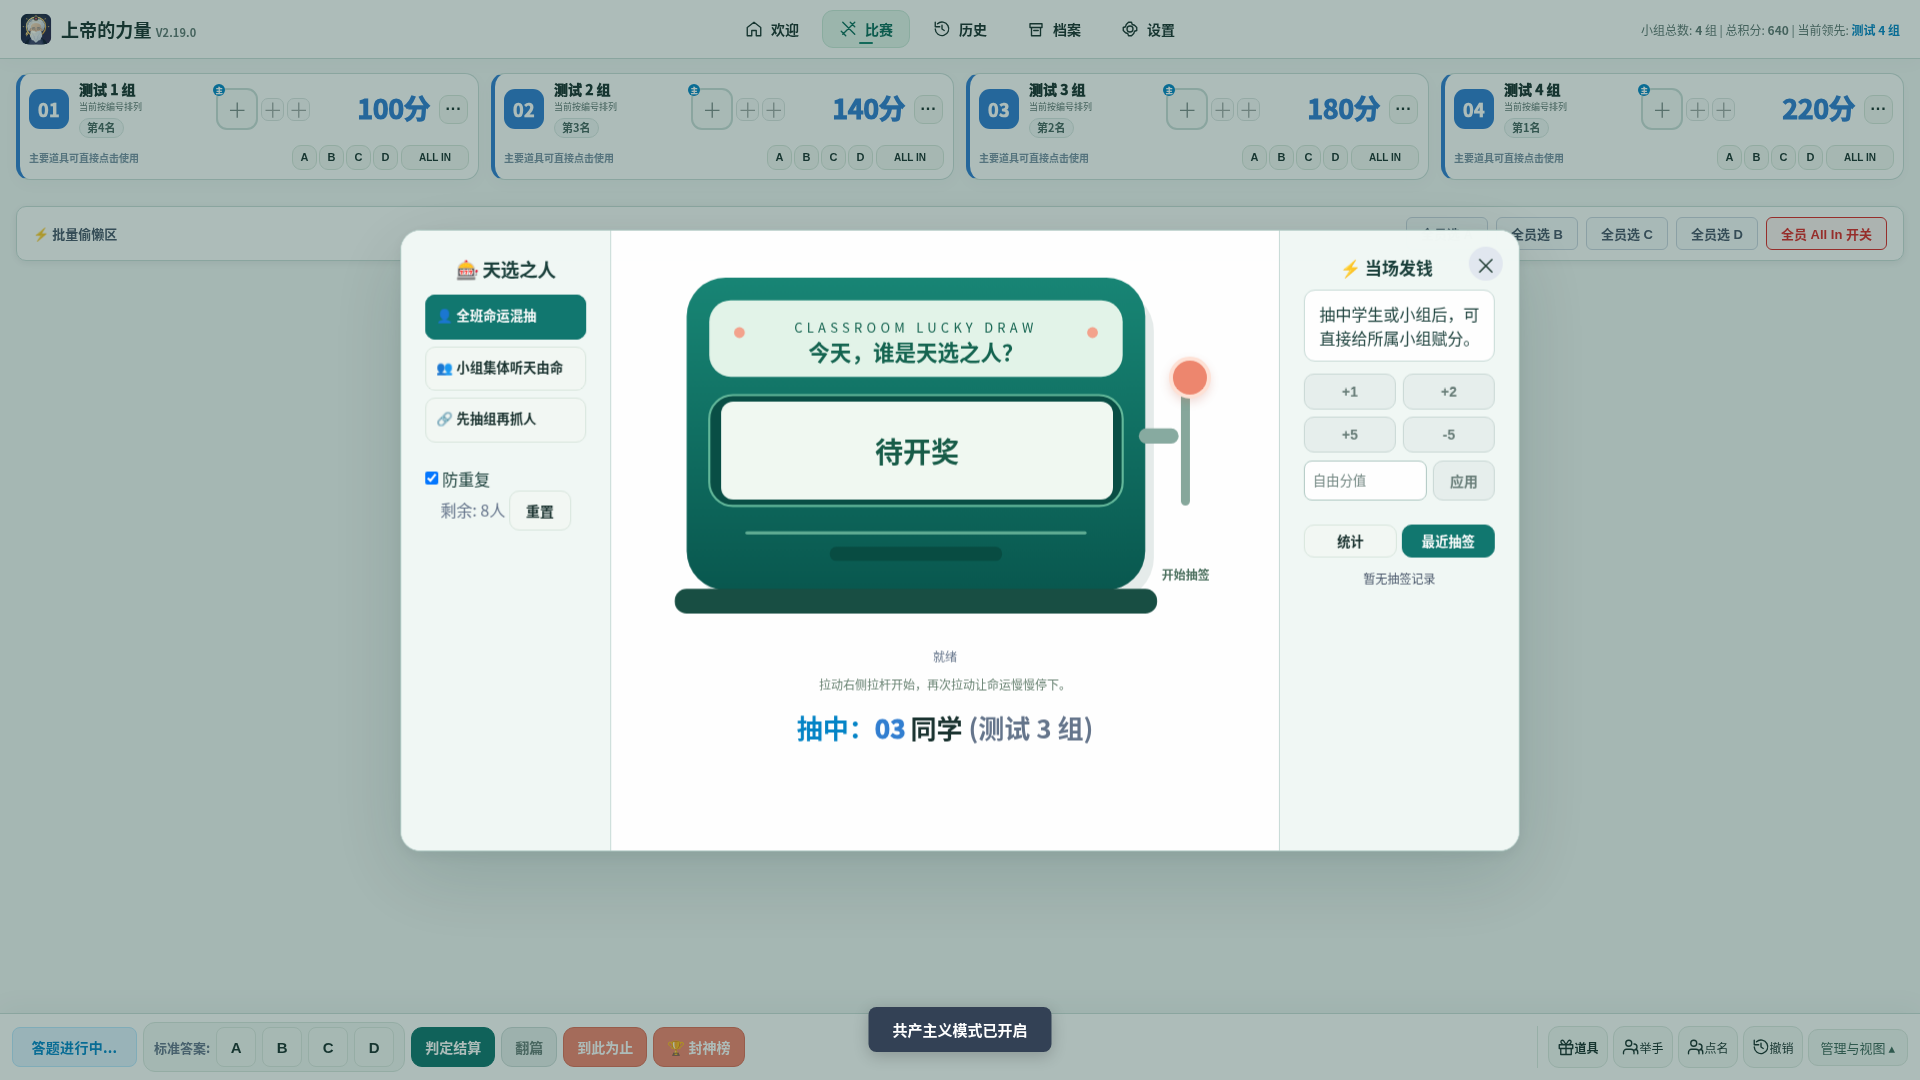 上帝的力量 V2.19.0
欢迎
比赛
历史
档案
设置
小组总数: 4 组 | 总积分: 640 | 当前领先: 测试 4 组
01
测试 1 组
当前按编号排列
第4名
主
100分
主要道具可直接点击使用
A B C D ALL IN
02
测试 2 组
当前按编号排列
第3名
主
140分
主要道具可直接点击使用
A B C D ALL IN
03
测试 3 组
当前按编号排列
第2名
主
180分
主要道具可直接点击使用
A B C D ALL IN
04
测试 4 组
当前按编号排列
第1名
主
220分
主要道具可直接点击使用
A B C D ALL IN
⚡ 批量偷懒区
全员选 B
全员选 C
全员选 D
全员 All In 开关
🎰 天选之人
👤 全班命运混抽
👥 小组集体听天由命
🔗 先抽组再抓人
防重复
剩余: 8人
重置
CLASSROOM LUCKY DRAW
今天，谁是天选之人？
待开奖
开始抽签
就绪
拉动右侧拉杆开始，再次拉动让命运慢慢停下。
抽中：03 同学 (测试 3 组)
⚡ 当场发钱
抽中学生或小组后，可
直接给所属小组赋分。
+1
+2
+5
-5
自由分值
应用
统计
最近抽签
暂无抽签记录
共产主义模式已开启
答题进行中...
标准答案:
A B C D
判定结算
翻篇
到此为止
🏆 封神榜
道具
举手
点名
撤销
管理与视图 ▴